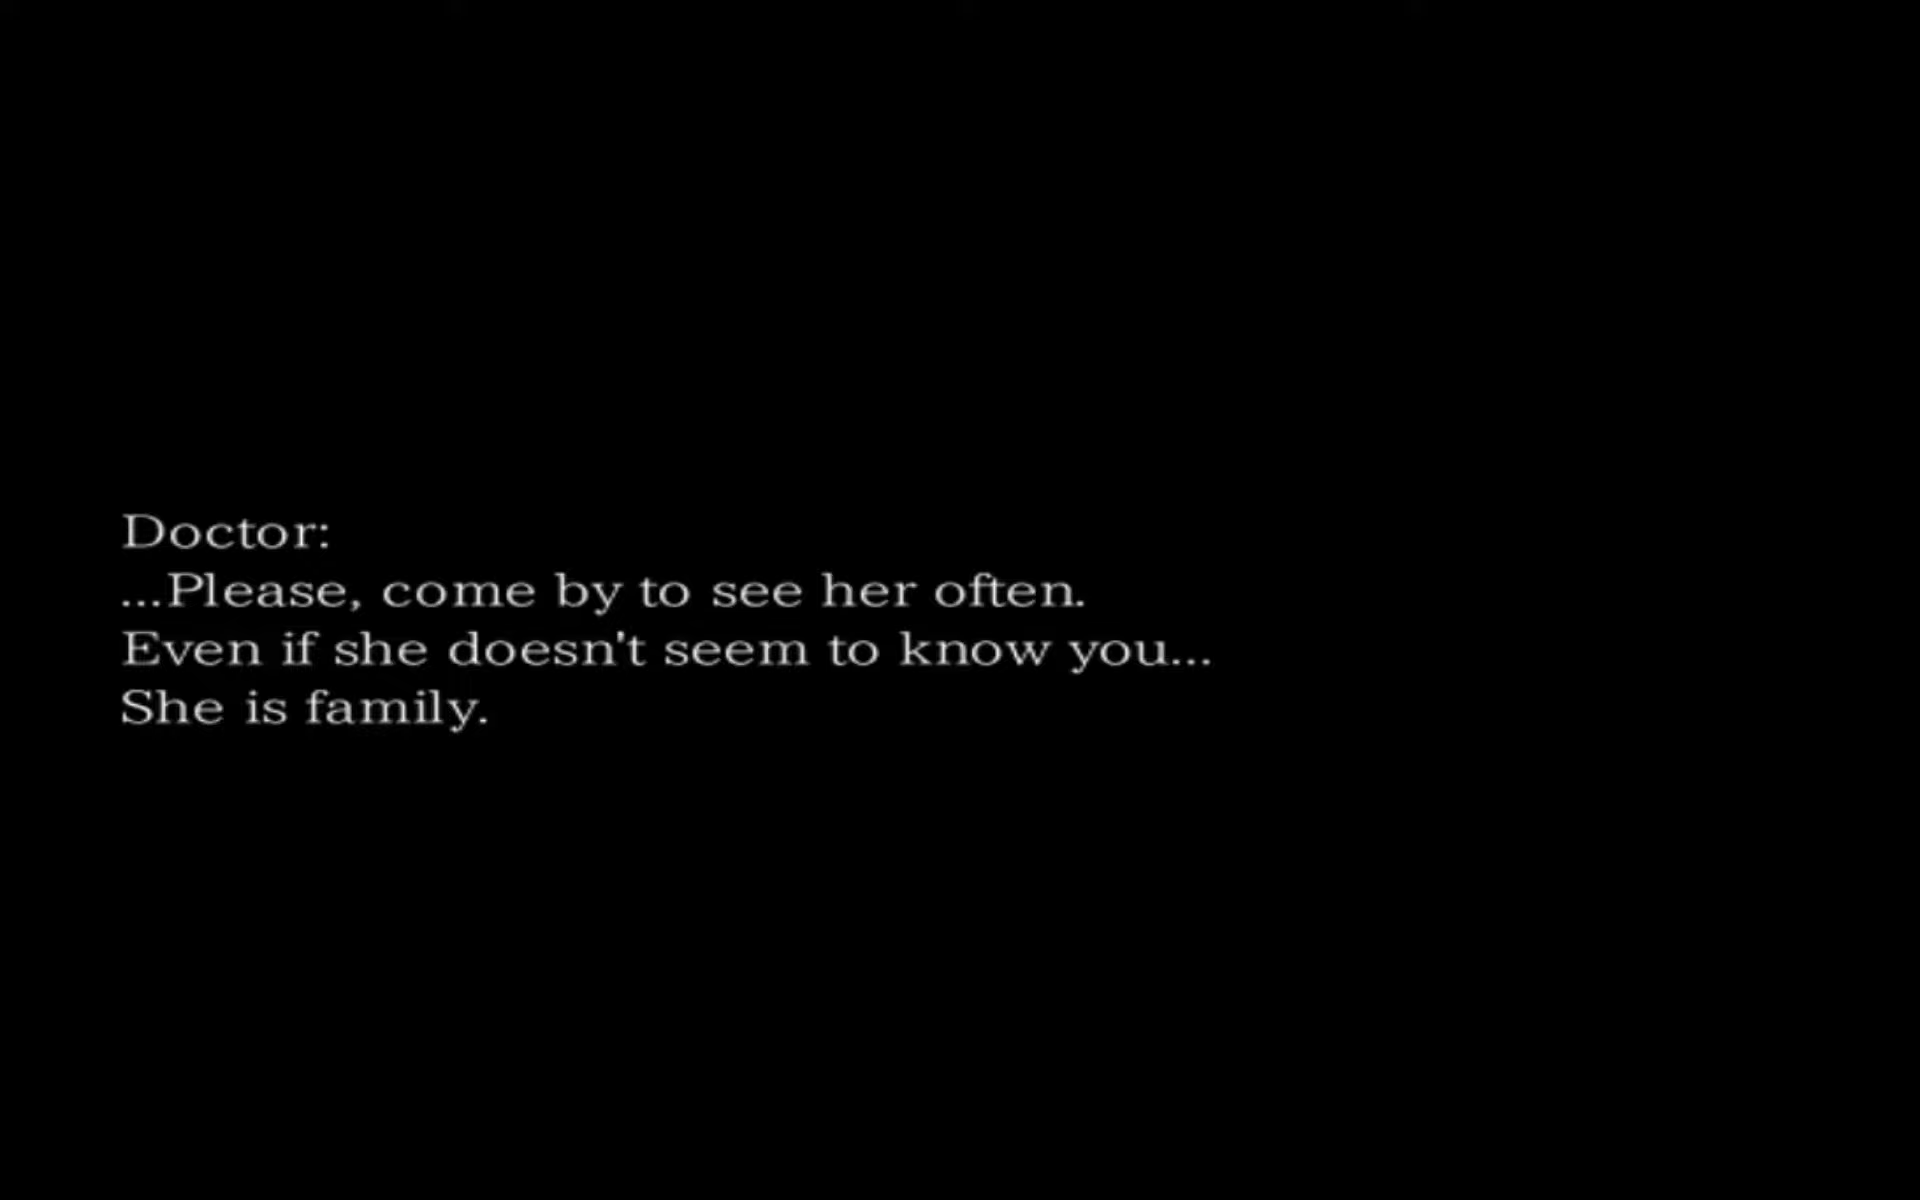 Doctor:
...Please, come by to see her often.
Even if she doesn't seem to know you...
She is family.